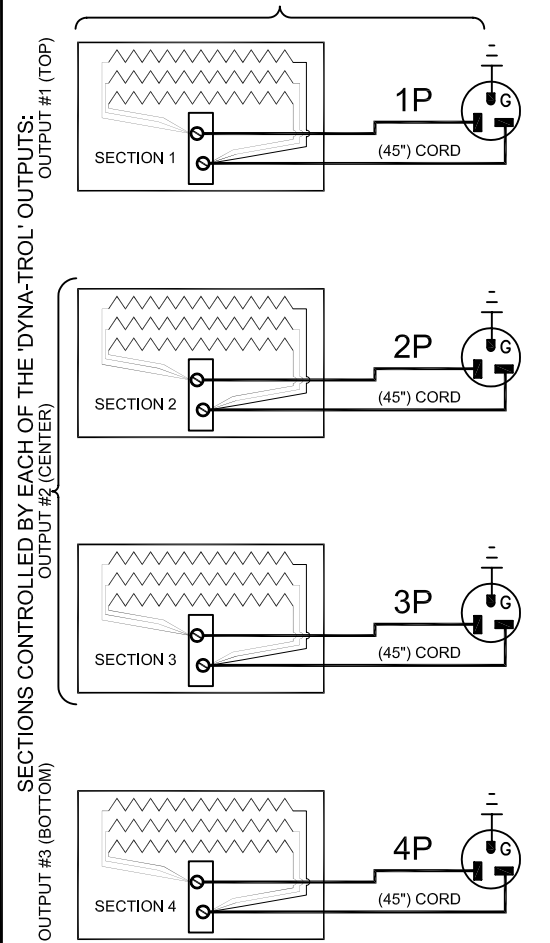 SECTIONS CONTROLLED BY EACH OF THE 'DYNA-TROL' OUTPUTS:
OUTPUT #1 (TOP)
SECTION 1
1P
(45") CORD
G
OUTPUT #2 (CENTER)
SECTION 2
2P
(45") CORD
G
SECTION 3
3P
(45") CORD
G
OUTPUT #3 (BOTTOM)
SECTION 4
4P
(45") CORD
G